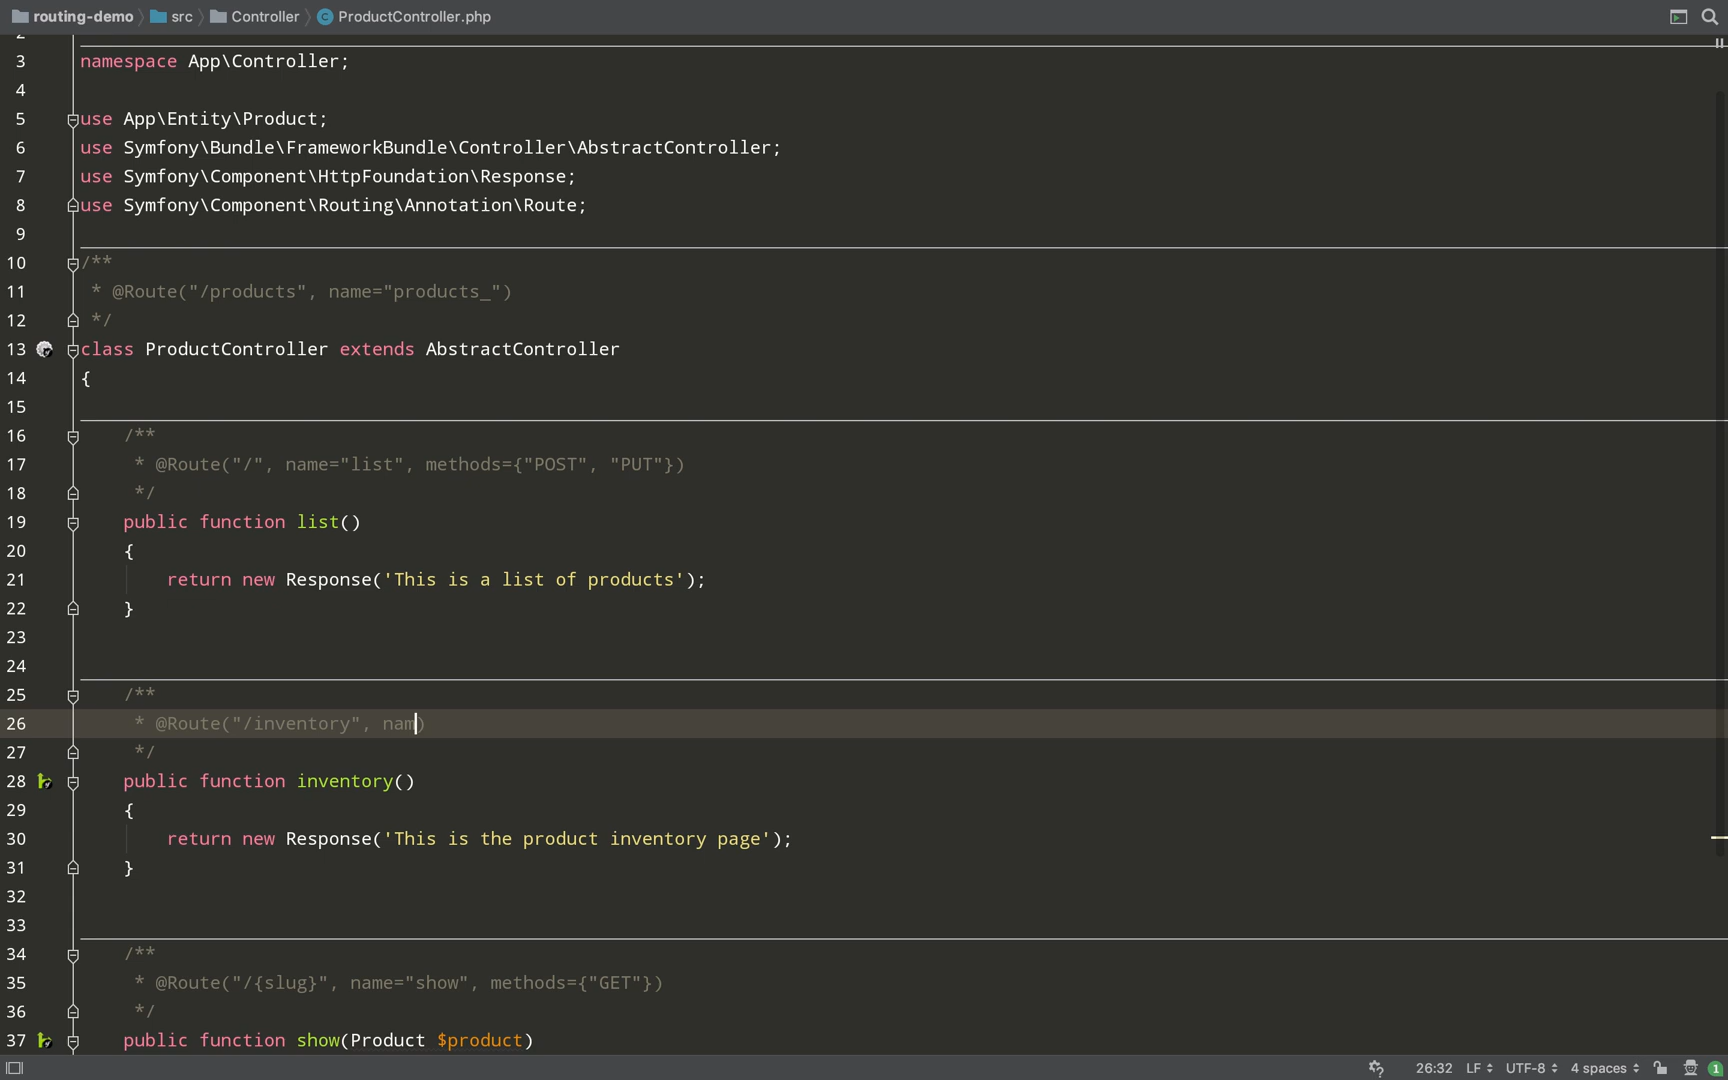 routing-demo src Controller ProductController.php
2
3 namespace App\Controller;
4
5 use App\Entity\Product;
6 use Symfony\Bundle\FrameworkBundle\Controller\AbstractController;
7 use Symfony\Component\HttpFoundation\Response;
8 use Symfony\Component\Routing\Annotation\Route;
9
10 /**
11 * @Route("/products", name="products_")
12 */
13 class ProductController extends AbstractController
14 {
15
16 /**
17 * @Route("/", name="list", methods={"POST", "PUT"})
18 */
19 public function list()
20 {
21 return new Response('This is a list of products');
22 }
23
24
25 /**
26 * @Route("/inventory", nam)
27 */
28 public function inventory()
29 {
30 return new Response('This is the product inventory page');
31 }
32
33
34 /**
35 * @Route("/{slug}", name="show", methods={"GET"})
36 */
37 public function show(Product $product)
26:32 LF UTF-8 4 spaces 1